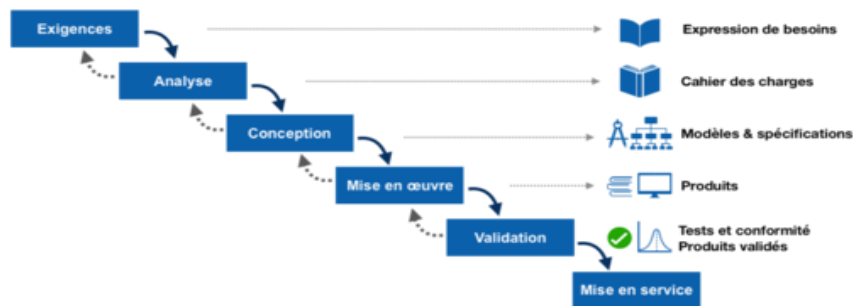 Exigences
Expression de besoins
Analyse
Cahier des charges
Conception
Modèles & spécifications
Mise en œuvre
Produits
Validation
Tests et conformité
Produits validés
Mise en service